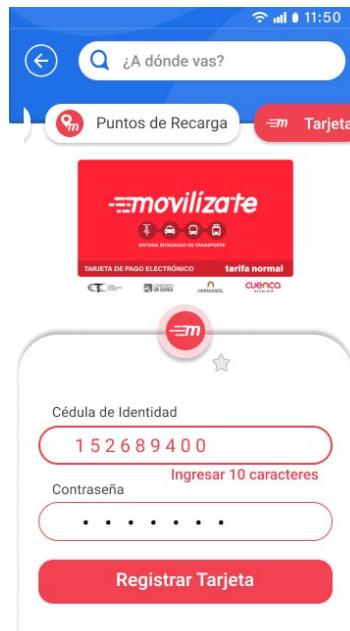 11:50
¿A dónde vas?
Puntos de Recarga
m Tarjeta
movilízate
SISTEMA INTEGRADO DE TRANSPORTE
TARJETA DE PAGO ELECTRÓNICO tarifa normal
FARMASOL CUENCA
ALCALDÍA
m
Cédula de Identidad
152689400
Ingresar 10 caracteres
Contraseña
Registrar Tarjeta